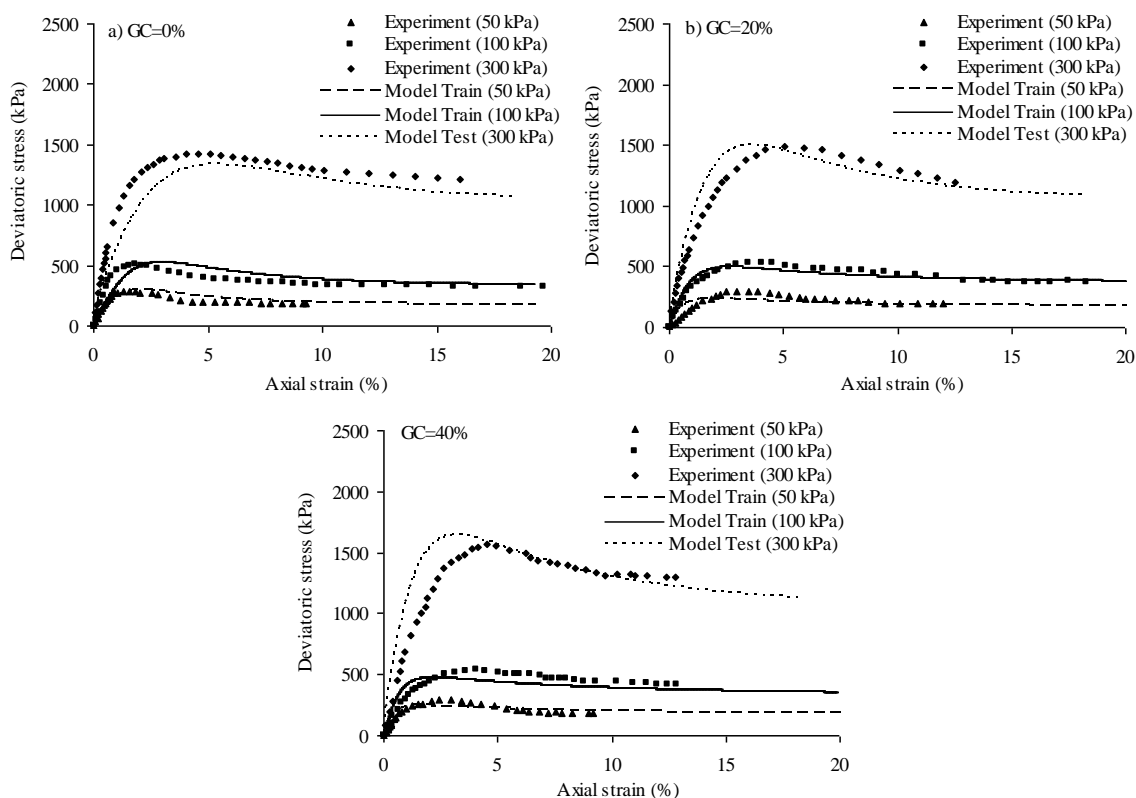 2500
2000
1500
1000
500
0
Deviatoric stress (kPa)
a) GC=0%
Experiment (50 kPa)
Experiment (100 kPa)
Experiment (300 kPa)
Model Train (50 kPa)
Model Train (100 kPa)
Model Test (300 kPa)
0 5 10 15 20
Axial strain (%)
2500
2000
1500
1000
500
0
Deviatoric stress (kPa)
b) GC=20%
Experiment (50 kPa)
Experiment (100 kPa)
Experiment (300 kPa)
Model Train (50 kPa)
Model Train (100 kPa)
Model Test (300 kPa)
0 5 10 15 20
Axial strain (%)
2500
2000
1500
1000
500
0
Deviatoric stress (kPa)
GC=40%
Experiment (50 kPa)
Experiment (100 kPa)
Experiment (300 kPa)
Model Train (50 kPa)
Model Train (100 kPa)
Model Test (300 kPa)
0 5 10 15 20
Axial strain (%)